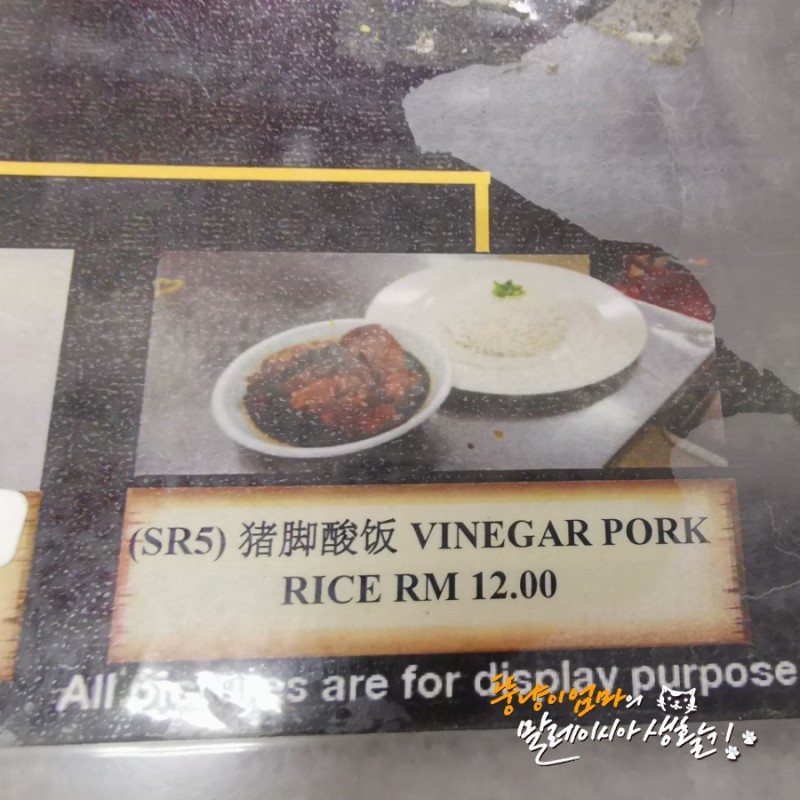 (SR5) 猪脚酸饭 VINEGAR PORK
RICE RM 12.00
All pictures are for display purpose
뚱냥이엄마의
말레이시아 생활기!